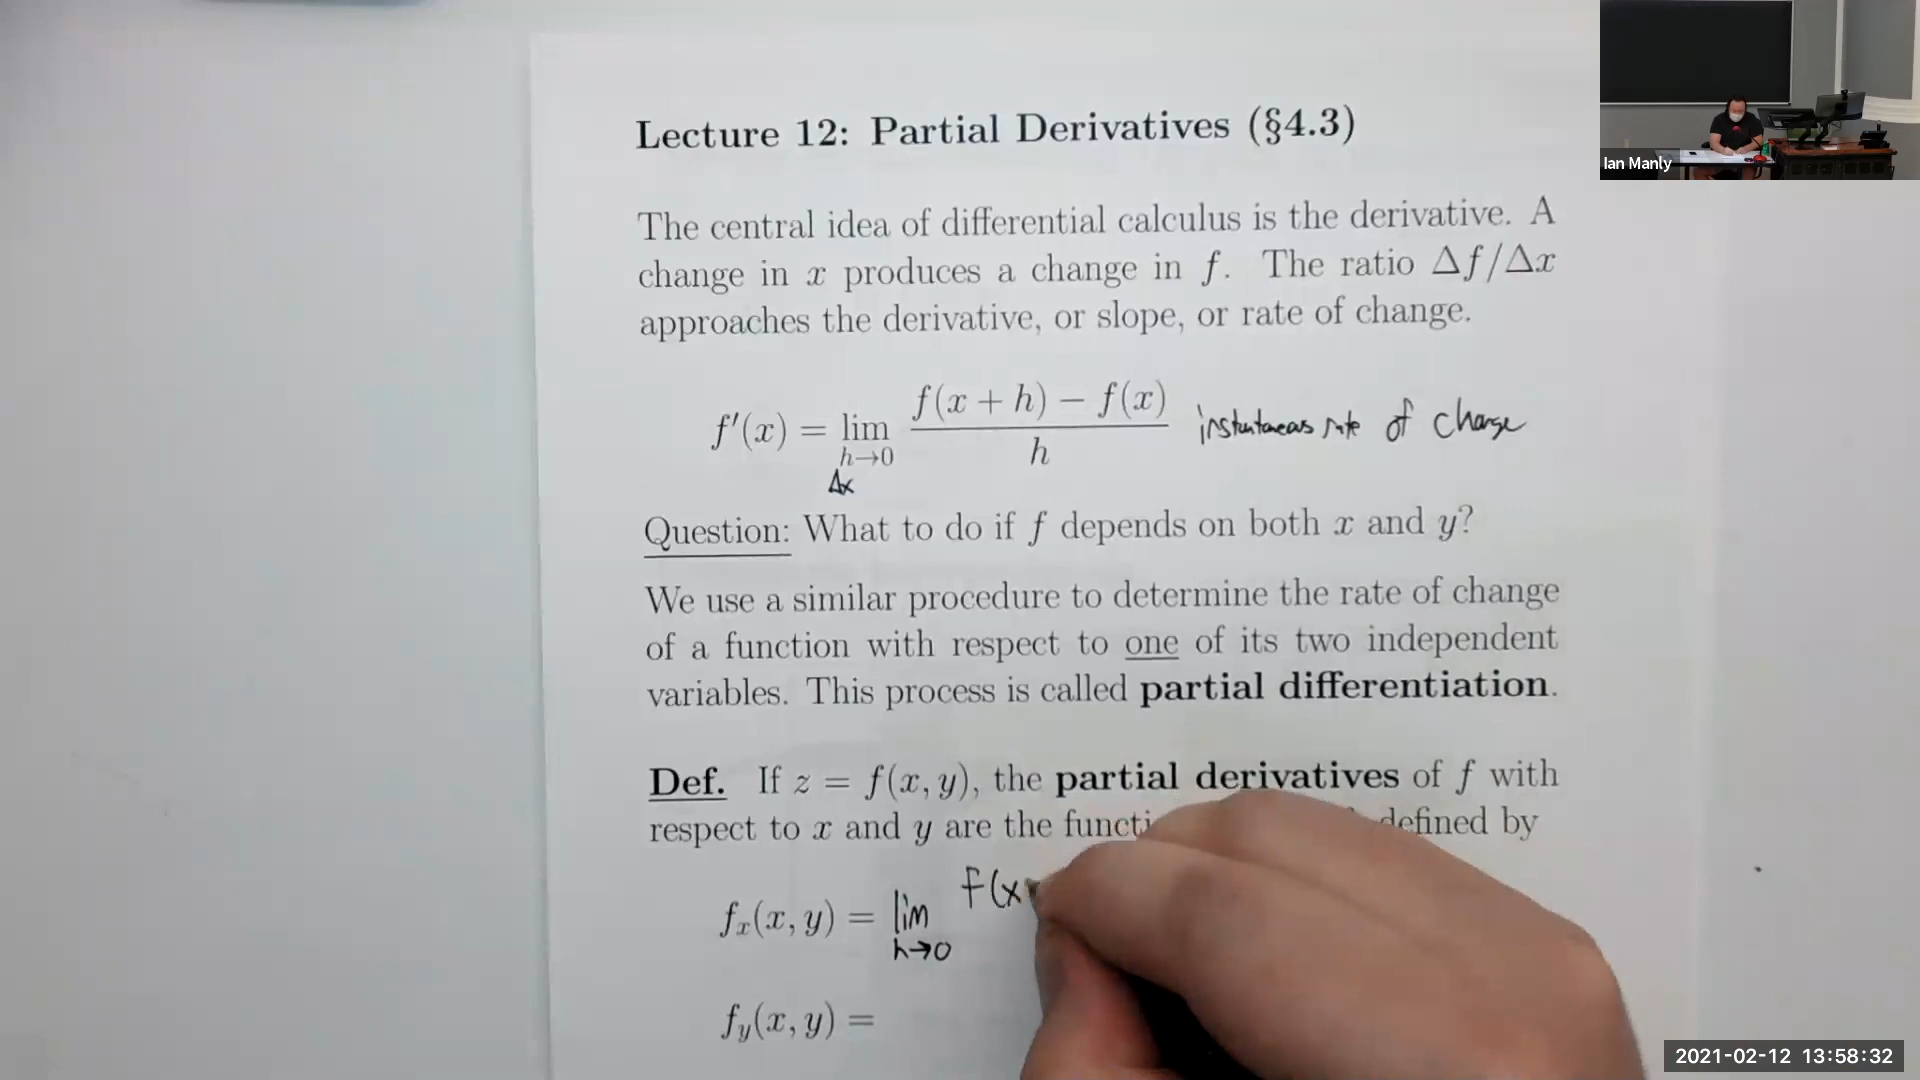 Lecture 12: Partial Derivatives (§4.3)
Ian Manly
The central idea of differential calculus is the derivative. A
change in x produces a change in f. The ratio Δf/Δx
approaches the derivative, or slope, or rate of change.
f′(x) = lim h→0 f(x + h) − f(x) / h instantaneous rate of change
Δx
Question: What to do if f depends on both x and y?
We use a similar procedure to determine the rate of change
of a function with respect to one of its two independent
variables. This process is called partial differentiation.
Def. If z = f(x, y), the partial derivatives of f with
respect to x and y are the defined by
fₓ(x, y) = lim h→0 f(x
f_y(x, y) =
2021-02-12 13:58:32